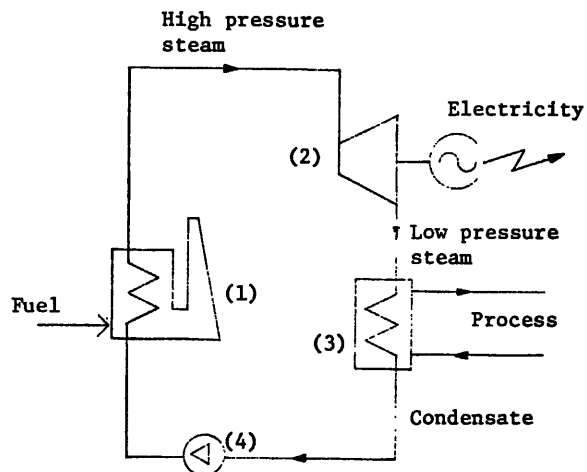 High pressure
steam
Electricity
(2)
Low pressure
steam
(1)
Fuel
Process
(3)
Condensate
(4)